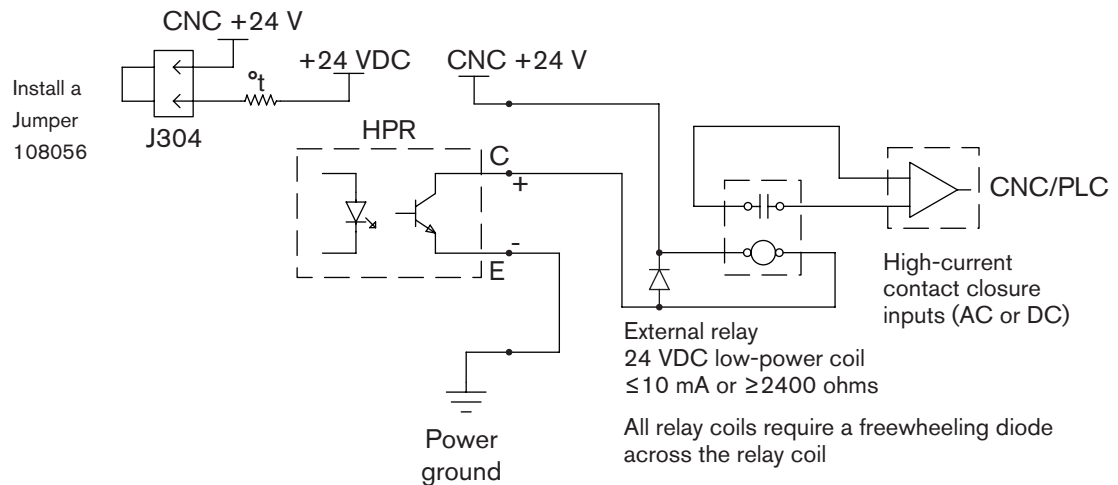 CNC +24 V
+24 VDC
CNC +24 V
°t
Install a
Jumper
108056
J304
HPR
C
+
-
E
CNC/PLC
High-current
contact closure
inputs (AC or DC)
External relay
24 VDC low-power coil
≤10 mA or ≥2400 ohms
All relay coils require a freewheeling diode
across the relay coil
Power
ground